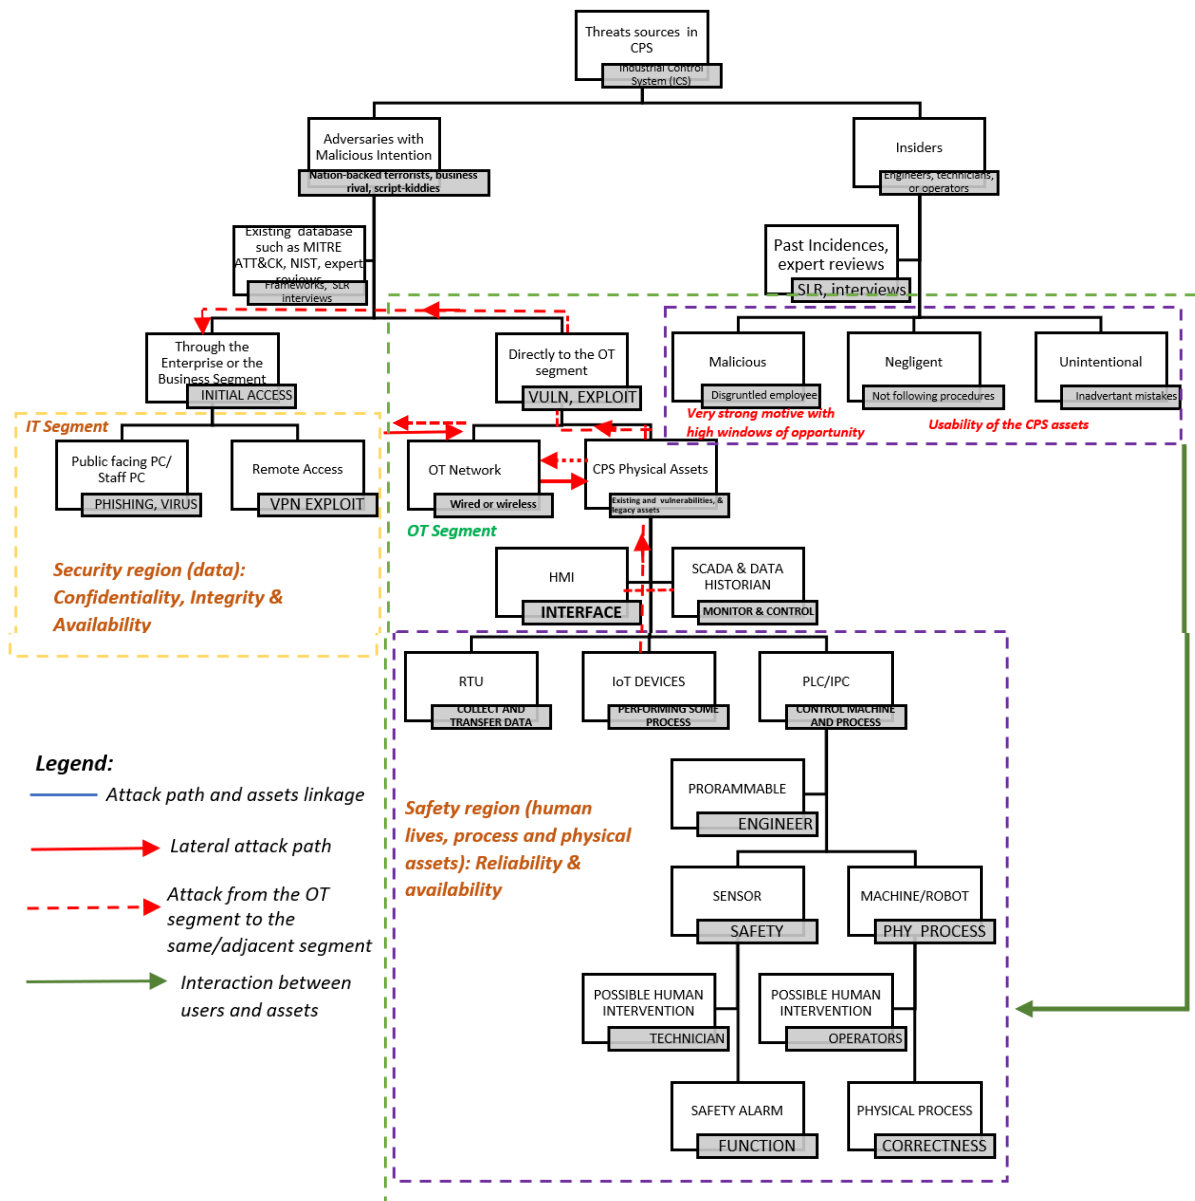 Threats sources in
CPS
Industrial Control
System (ICS)
Adversaries with
Malicious Intention
Nation-backed terrorists, business
rival, script-kiddies
Insiders
Engineers, technicians,
or operators
Existing database
such as MITRE
ATT&CK, NIST, expert
reviews
Frameworks, SLR
interviews
Past Incidences,
expert reviews
SLR, interviews
Through the
Enterprise or the
Business Segment
INITIAL ACCESS
Directly to the OT
segment
VULN, EXPLOIT
Malicious
Disgruntled employee
Negligent
Not following procedures
Unintentional
Inadvertant mistakes
Very strong motive with
high windows of opportunity
Usability of the CPS assets
IT Segment
Public facing PC/
Staff PC
PHISHING, VIRUS
Remote Access
VPN EXPLOIT
OT Network
Wired or wireless
CPS Physical Assets
Existing and vulnerabilities, &
legacy assets
OT Segment
Security region (data):
Confidentiality, Integrity &
Availability
HMI
INTERFACE
SCADA & DATA
HISTORIAN
MONITOR & CONTROL
RTU
COLLECT AND
TRANSFER DATA
IoT DEVICES
PERFORMING SOME
PROCESS
PLC/IPC
CONTROL MACHINE
AND PROCESS
Legend:
Attack path and assets linkage
Lateral attack path
Attack from the OT
segment to the
same/adjacent segment
Interaction between
users and assets
Safety region (human
lives, process and physical
assets): Reliability &
availability
PRORAMMABLE
ENGINEER
SENSOR
SAFETY
MACHINE/ROBOT
PHY PROCESS
POSSIBLE HUMAN
INTERVENTION
TECHNICIAN
POSSIBLE HUMAN
INTERVENTION
OPERATORS
SAFETY ALARM
FUNCTION
PHYSICAL PROCESS
CORRECTNESS